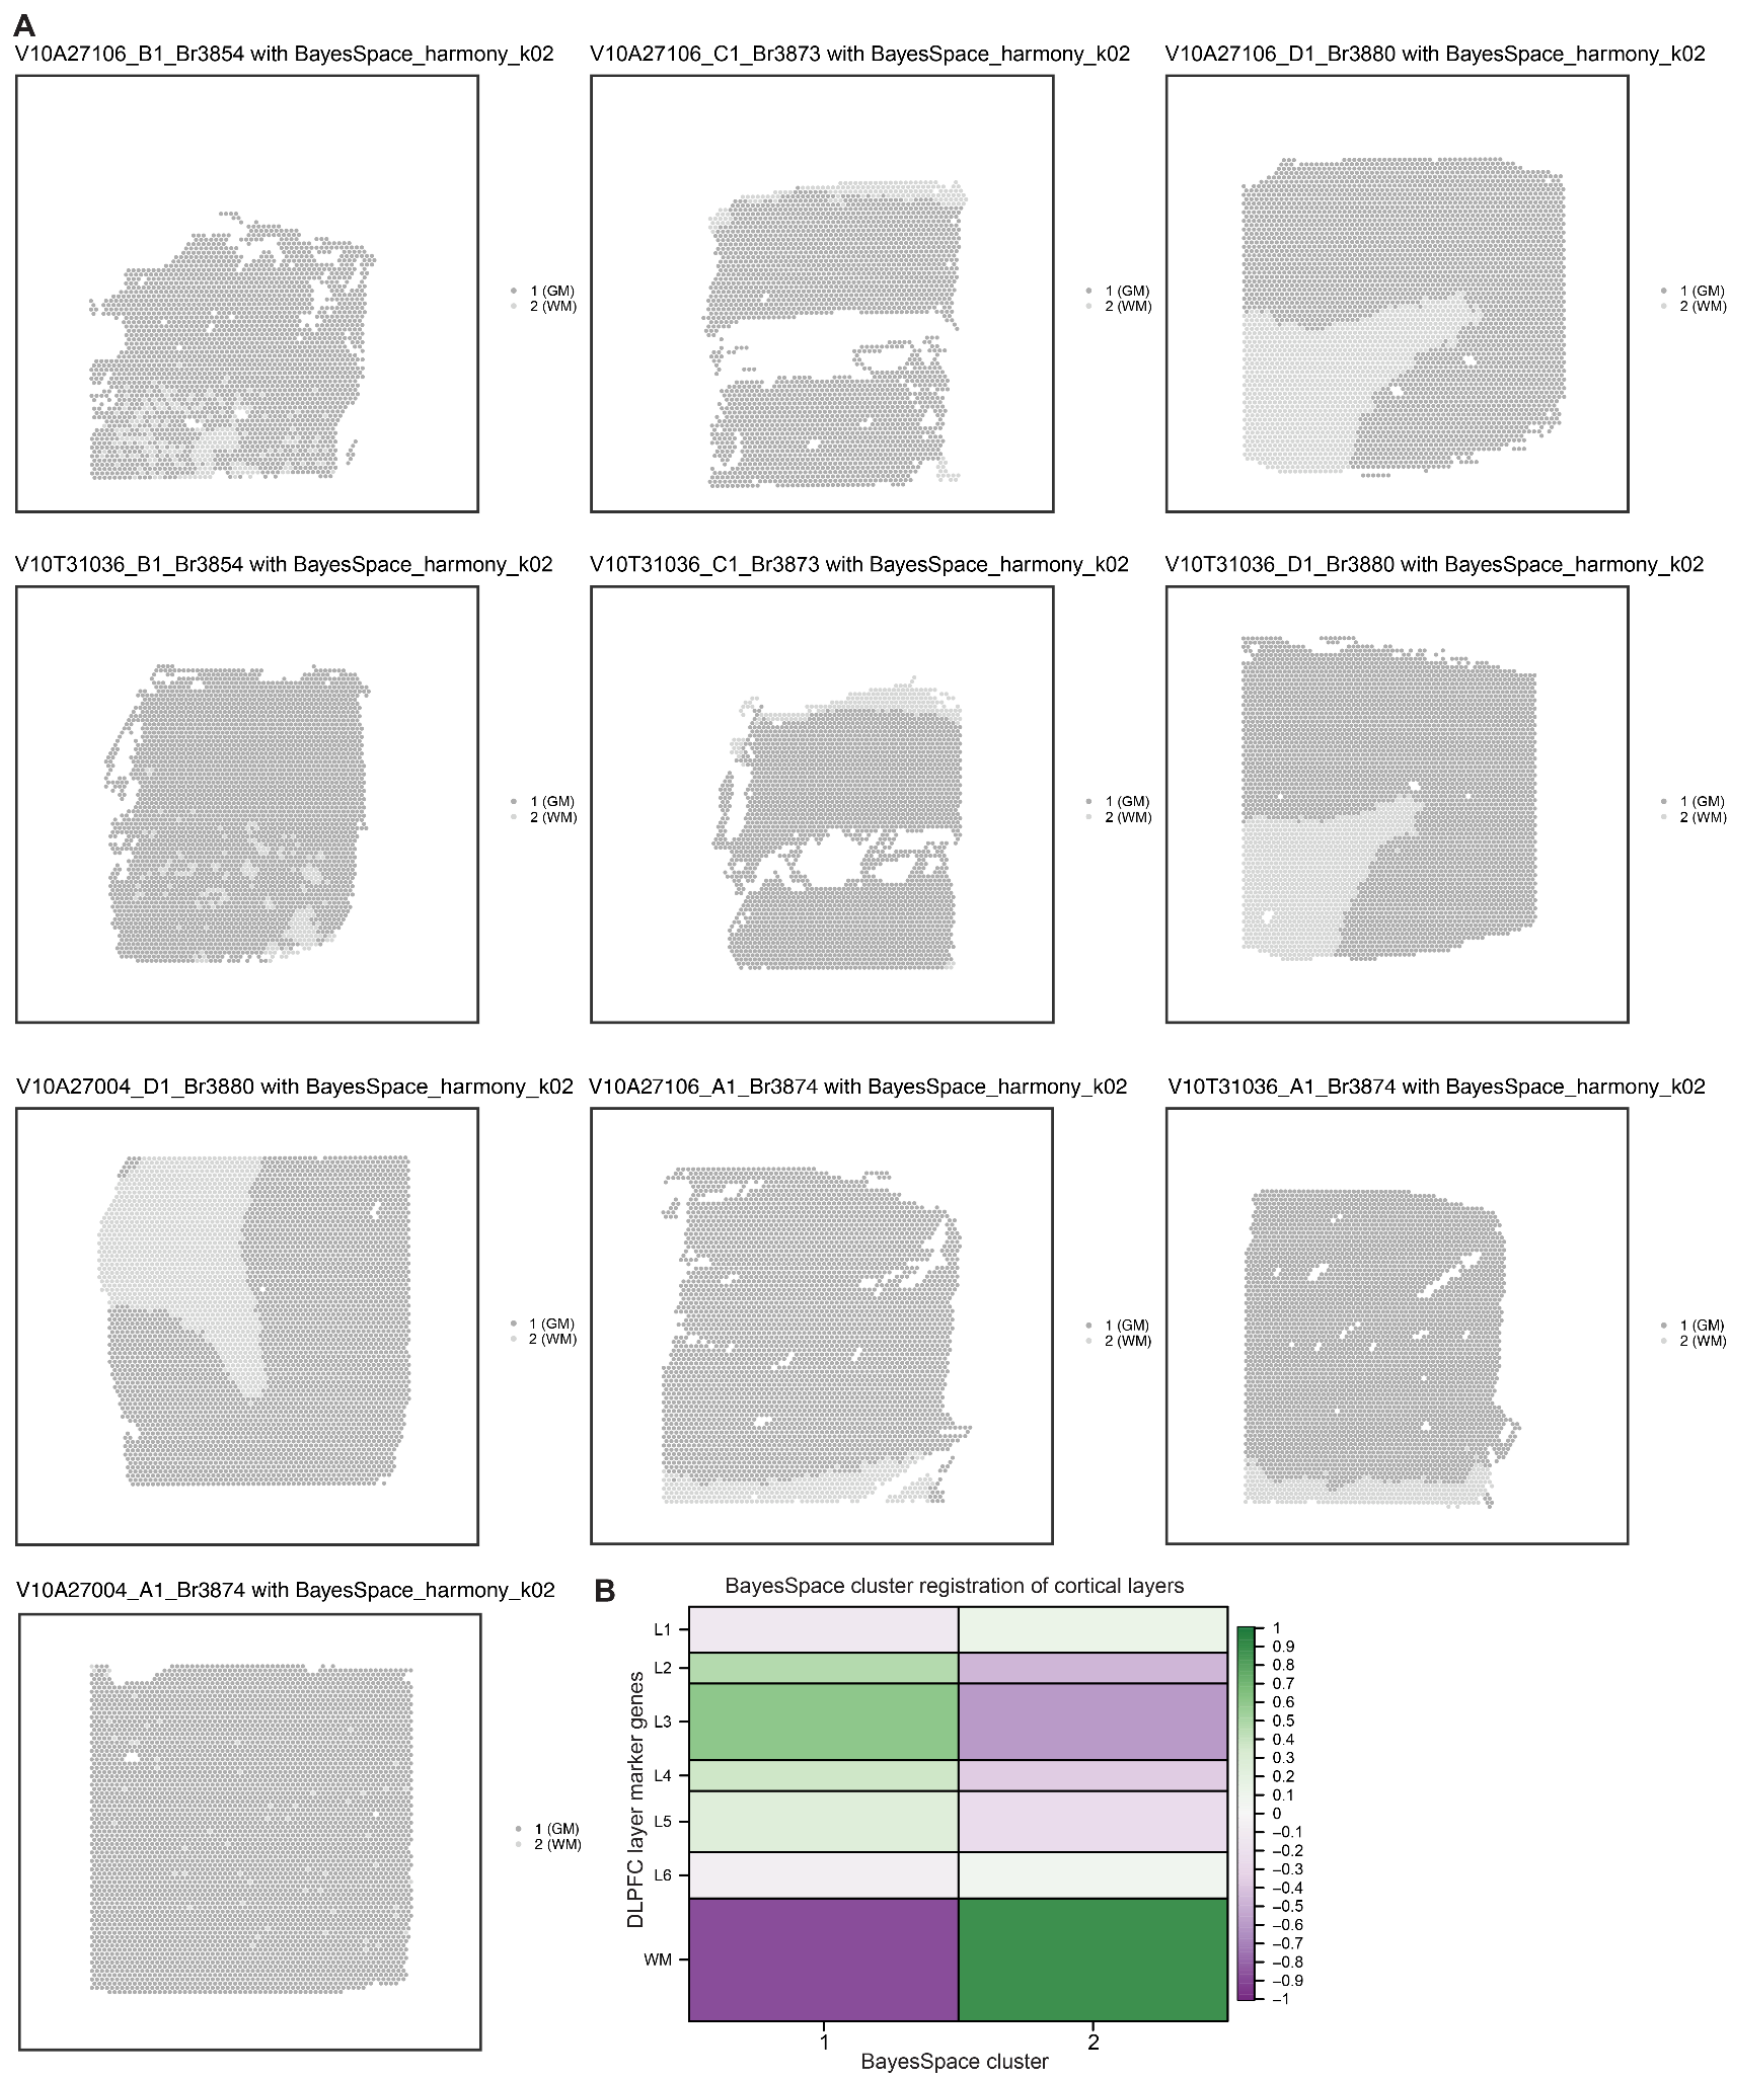 A
V10A27106_B1_Br3854 with BayesSpace_harmony_k02
1 (GM)
2 (WM)
V10A27106_C1_Br3873 with BayesSpace_harmony_k02
1 (GM)
2 (WM)
V10A27106_D1_Br3880 with BayesSpace_harmony_k02
1 (GM)
2 (WM)
V10T31036_B1_Br3854 with BayesSpace_harmony_k02
1 (GM)
2 (WM)
V10T31036_C1_Br3873 with BayesSpace_harmony_k02
1 (GM)
2 (WM)
V10T31036_D1_Br3880 with BayesSpace_harmony_k02
1 (GM)
2 (WM)
V10A27004_D1_Br3880 with BayesSpace_harmony_k02
1 (GM)
2 (WM)
V10A27106_A1_Br3874 with BayesSpace_harmony_k02
1 (GM)
2 (WM)
V10T31036_A1_Br3874 with BayesSpace_harmony_k02
1 (GM)
2 (WM)
V10A27004_A1_Br3874 with BayesSpace_harmony_k02
1 (GM)
2 (WM)
B
BayesSpace cluster registration of cortical layers
DLPFC layer marker genes
L1
L2
L3
L4
L5
L6
WM
1
2
BayesSpace cluster
1
0.9
0.8
0.7
0.6
0.5
0.4
0.3
0.2
0.1
0
−0.1
−0.2
−0.3
−0.4
−0.5
−0.6
−0.7
−0.8
−0.9
−1